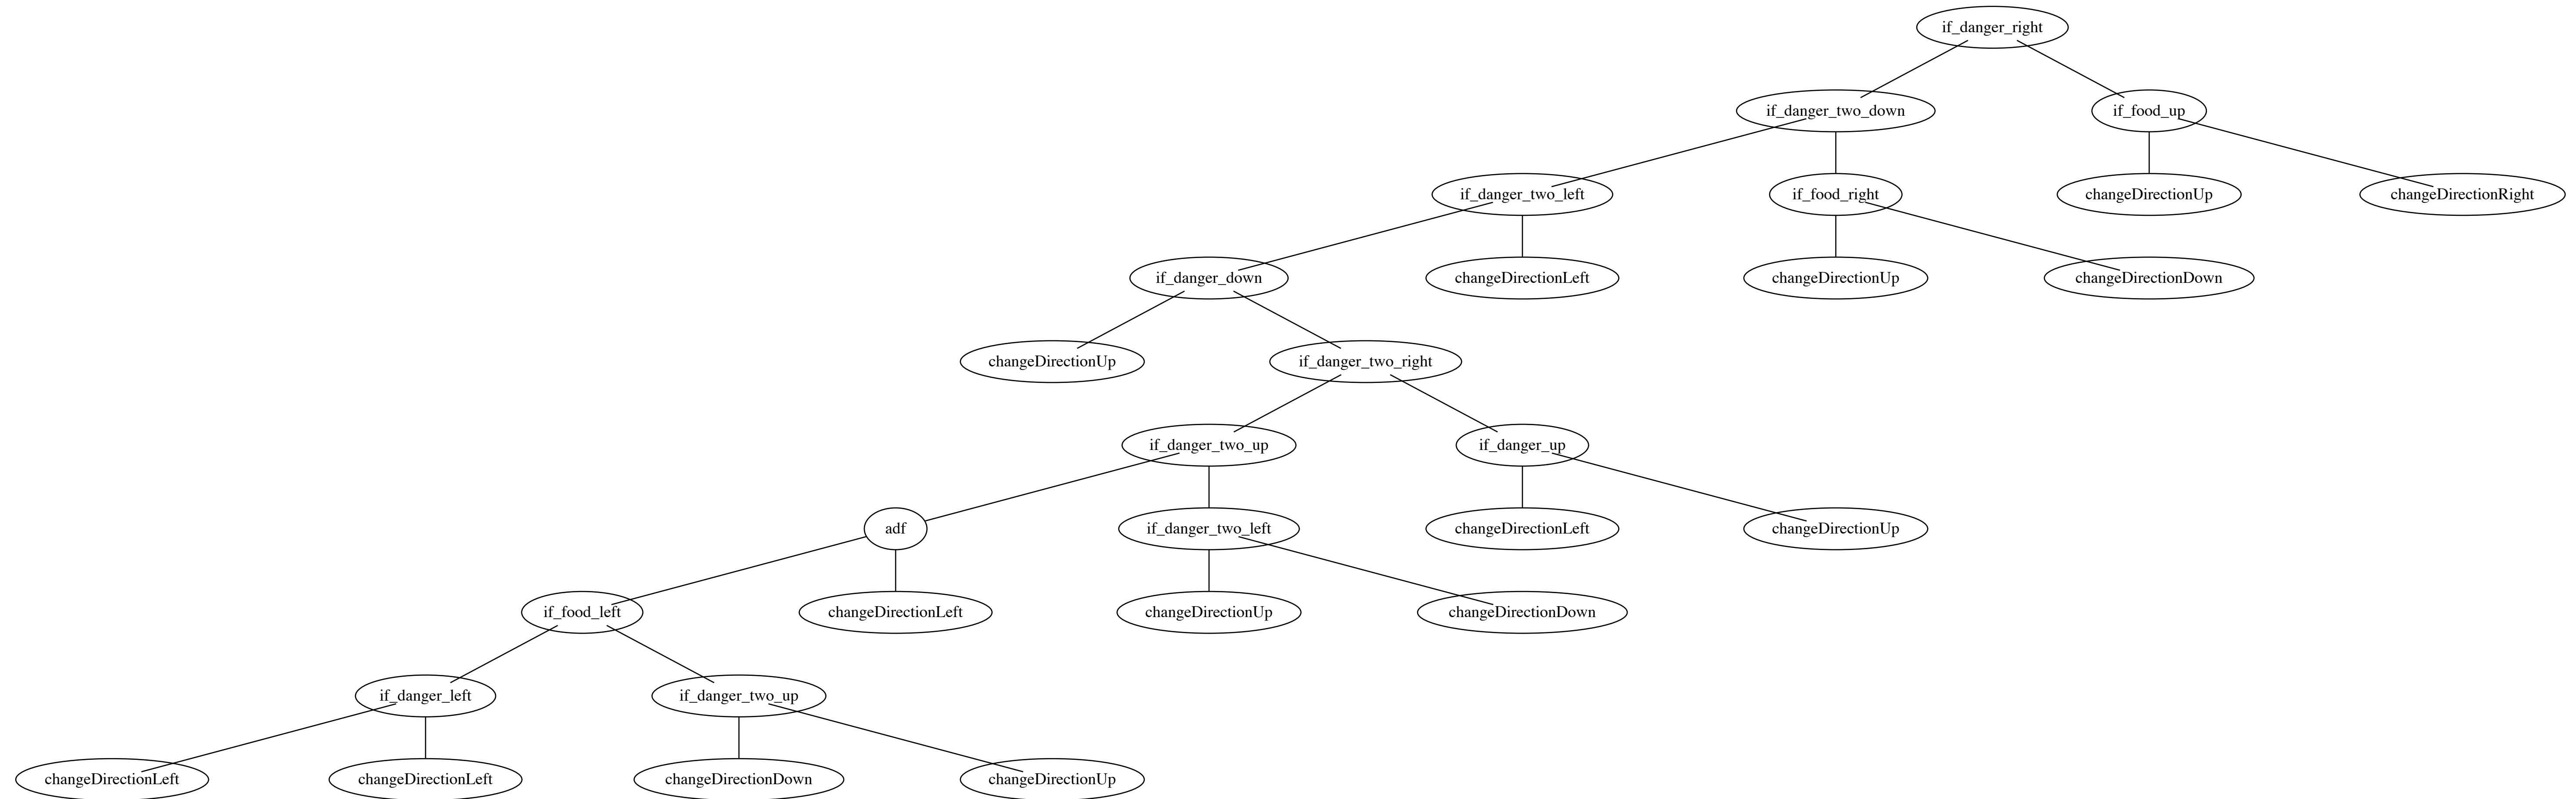 if_danger_right
if_danger_two_down
if_food_up
if_danger_two_left
if_food_right
changeDirectionUp
changeDirectionRight
if_danger_down
changeDirectionLeft
changeDirectionUp
changeDirectionDown
changeDirectionUp
if_danger_two_right
if_danger_two_up
if_danger_up
adf
if_danger_two_left
changeDirectionLeft
changeDirectionUp
if_food_left
changeDirectionLeft
changeDirectionUp
changeDirectionDown
if_danger_left
if_danger_two_up
changeDirectionLeft
changeDirectionLeft
changeDirectionDown
changeDirectionUp